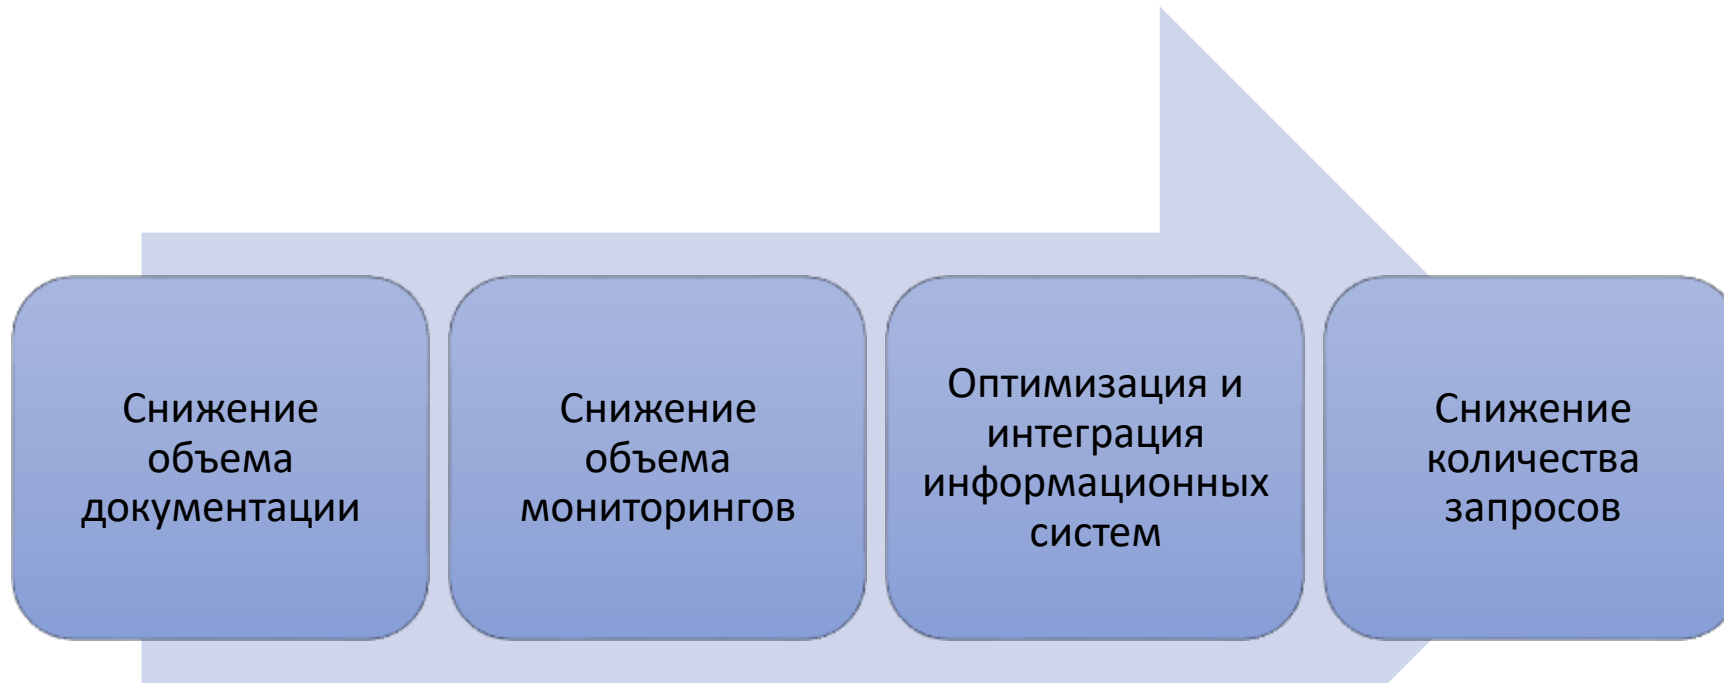 Снижение
объема
документации
Снижение
объема
мониторингов
Оптимизация и
интеграция
информационных
систем
Снижение
количества
запросов